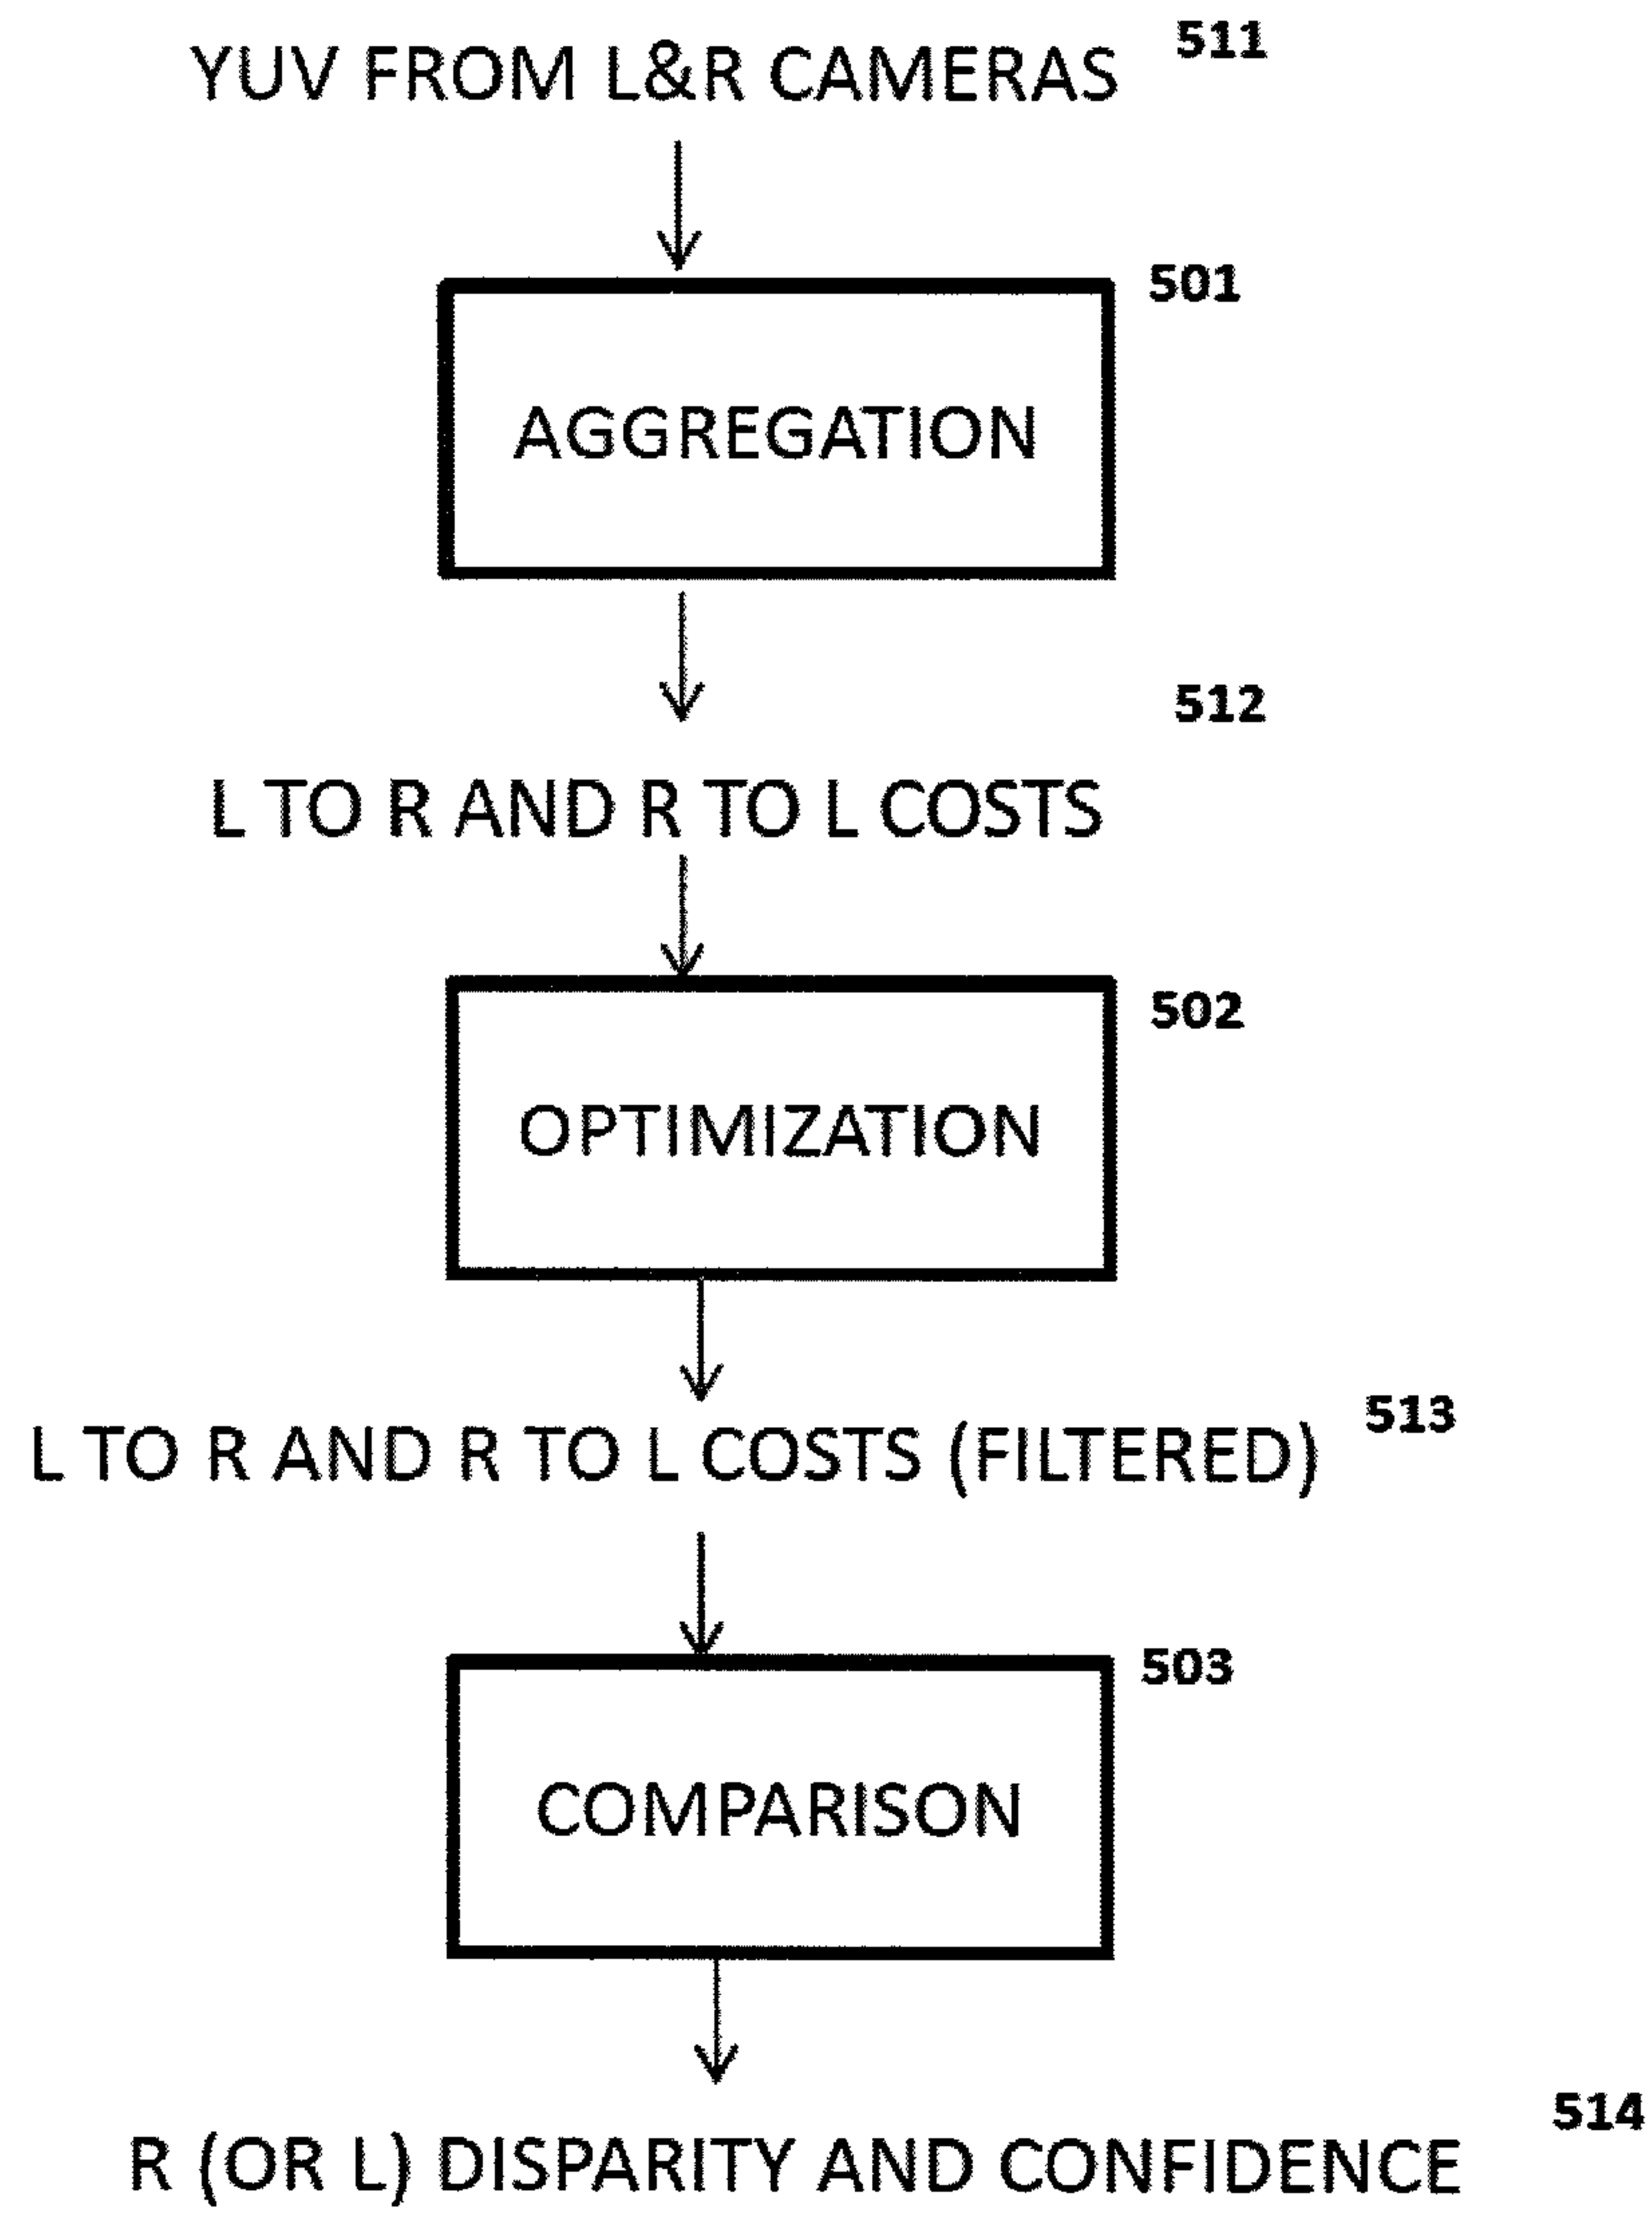 511
YUV FROM L&R CAMERAS
501
AGGREGATION
512
L TO R AND R TO L COSTS
502
OPTIMIZATION
513
L TO R AND R TO L COSTS (FILTERED)
503
COMPARISON
514
R (OR L) DISPARITY AND CONFIDENCE